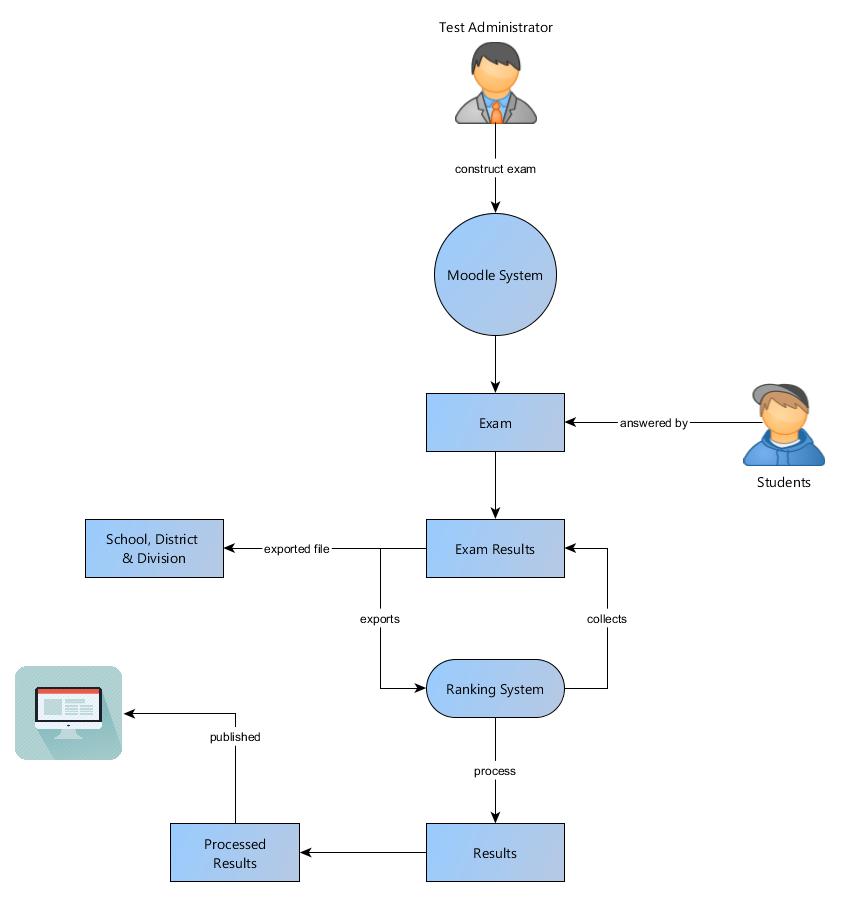 Test Administrator
construct exam
Moodle System
Exam
answered by
Students
School, District
& Division
exported file
Exam Results
exports
collects
Ranking System
published
process
Processed
Results
Results